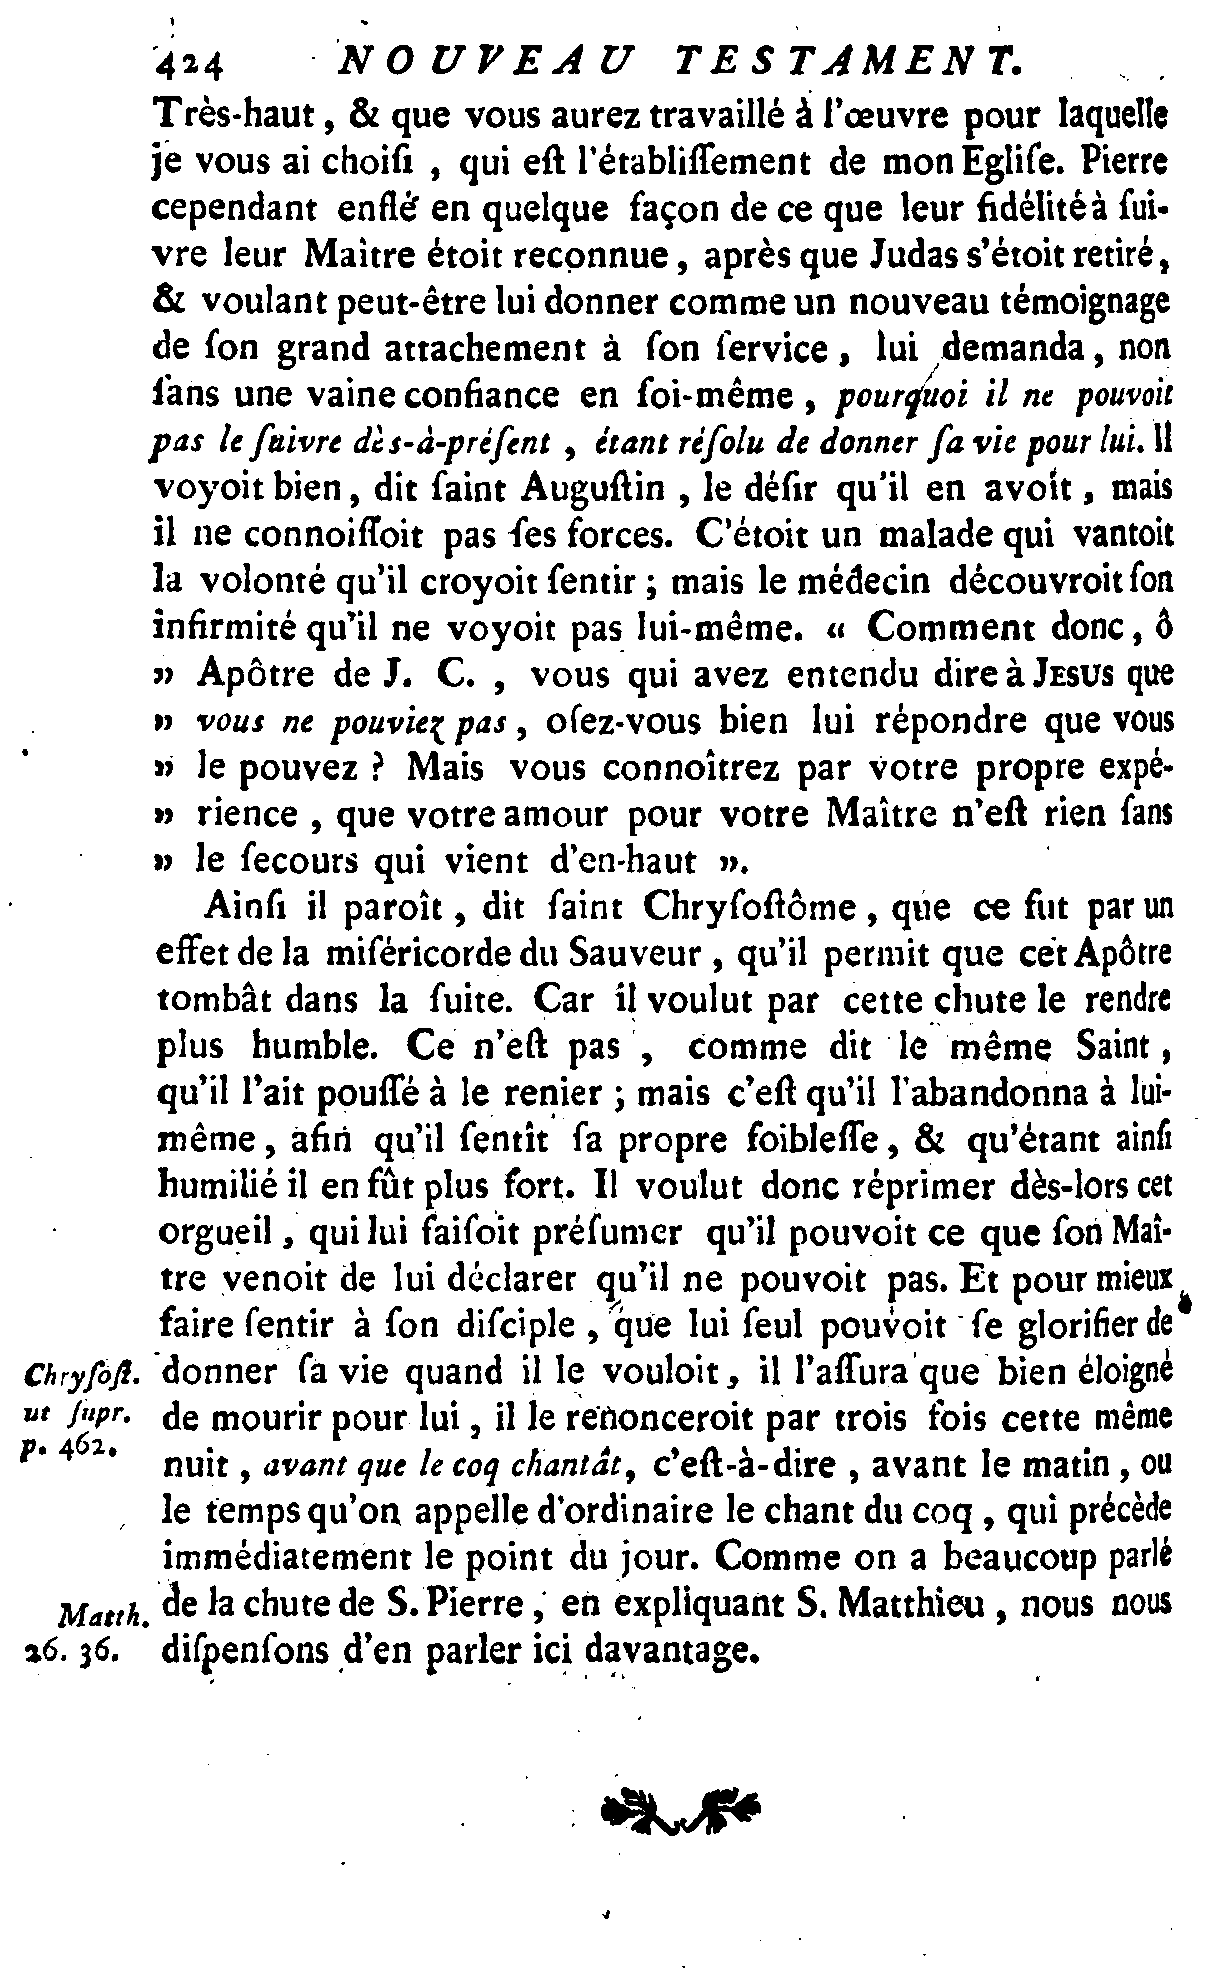 424 NOUVEAU TESTAMENT.
Très-haut, & que vous aurez travaillé à l'œuvre pour laquelle
je vous ai choiſi, qui eſt l'établiſſement de mon Egliſe. Pierre
cependant enflé en quelque façon de ce que leur fidélité à ſui-
vre leur Maître étoit reconnue, après que Judas s'étoit retiré,
& voulant peut-être lui donner comme un nouveau témoignage
de ſon grand attachement à ſon ſervice, lui demanda, non
ſans une vaine confiance en ſoi-même, pourquoi il ne pouvoit
pas le ſuivre dès-à-préſent, étant réſolu de donner ſa vie pour lui. Il
voyoit bien, dit ſaint Auguſtin, le déſir qu'il en avoit, mais
il ne connoiſſoit pas ſes forces. C'étoit un malade qui vantoit
la volonté qu'il croyoit ſentir; mais le médecin découvroit ſon
infirmité qu'il ne voyoit pas lui-même. « Comment donc, ô
» Apôtre de J. C., vous qui avez entendu dire à JESUS que
» vous ne pouviez pas, oſez-vous bien lui répondre que vous
» le pouvez? Mais vous connoîtrez par votre propre expé-
» rience, que votre amour pour votre Maître n'eſt rien ſans
» le ſecours qui vient d'en-haut ».
Ainſi il paroît, dit ſaint Chryſoſtôme, que ce fut par un
effet de la miſéricorde du Sauveur, qu'il permit que cet Apôtre
tombât dans la ſuite. Car il voulut par cette chute le rendre
plus humble. Ce n'eſt pas, comme dit le même Saint,
qu'il l'ait pouſſé à le renier; mais c'eſt qu'il l'abandonna à lui-
même, afin qu'il ſentît ſa propre foibleſſe, & qu'étant ainſi
humilié il en fût plus fort. Il voulut donc réprimer dès-lors cet
orgueil, qui lui faiſoit préſumer qu'il pouvoit ce que ſon Maî-
tre venoit de lui déclarer qu'il ne pouvoit pas. Et pour mieux
faire ſentir à ſon diſciple, que lui ſeul pouvoit ſe glorifier de
donner ſa vie quand il le vouloit, il l'aſſura que bien éloigné
de mourir pour lui, il le renonceroit par trois fois cette même
nuit, avant que le coq chantât, c'eſt-à-dire, avant le matin, ou
le temps qu'on appelle d'ordinaire le chant du coq, qui précède
immédiatement le point du jour. Comme on a beaucoup parlé
de la chute de S. Pierre, en expliquant S. Matthieu, nous nous
diſpenſons d'en parler ici davantage.
Chryſoſt.
ut ſupr.
p. 462.
Matth.
26. 36.